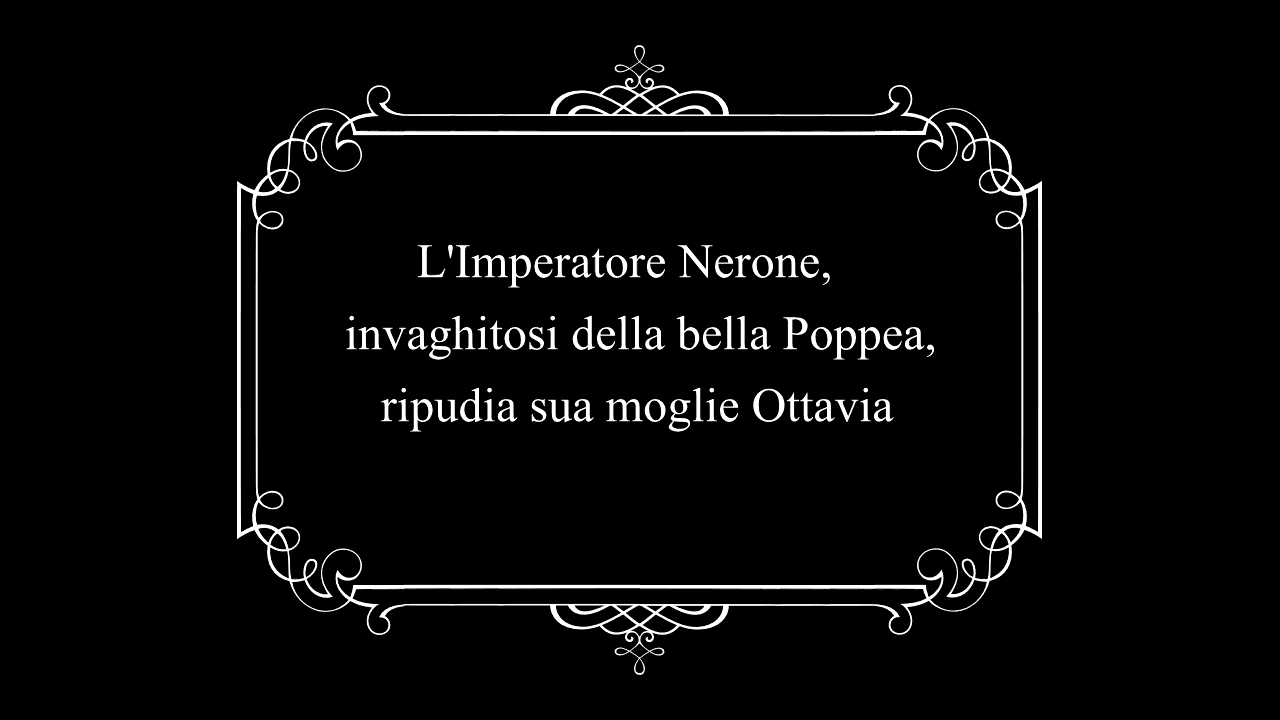 L'Imperatore Nerone,
invaghitosi della bella Poppea,
ripudia sua moglie Ottavia